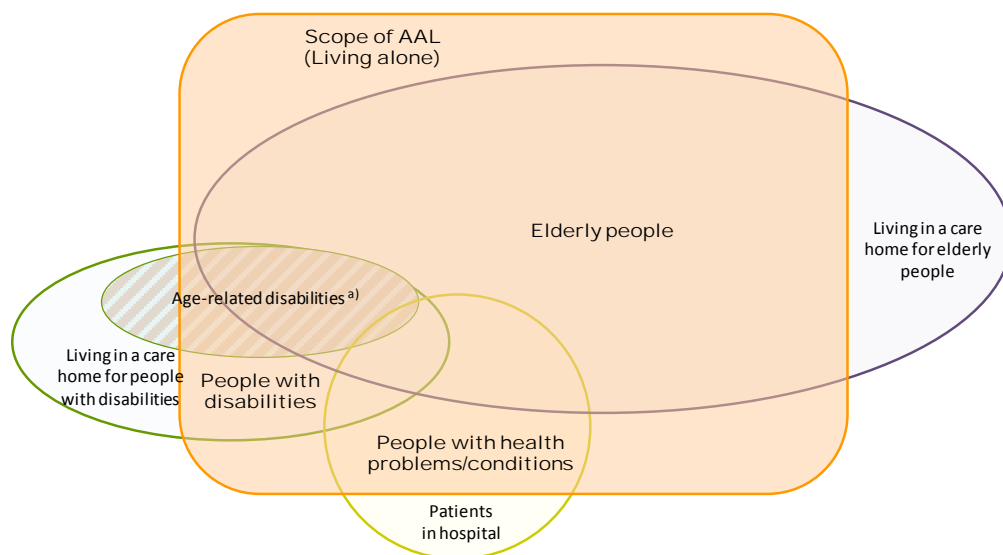 Scope of AAL
(Living alone)
Elderly people
Living in a care
home for elderly
people
Age-related disabilities a)
Living in a care
home for people
with disabilities
People with
disabilities
People with health
problems/conditions
Patients
in hospital